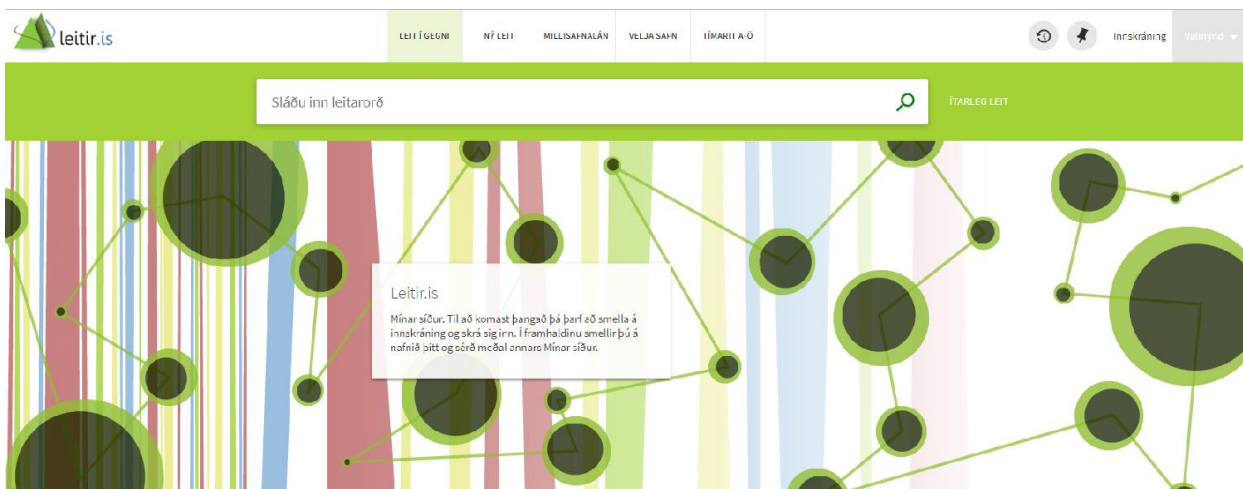 leitir.is
LEIT Í GEGNI
NÝ LEIT
MILLISAFNALÁN
VELJA SAFN
TÍMARIT A-Ö
Innskráning
Valmynd
Sláðu inn leitarorð
ÍTARLEG LEIT
Leitir.is
Mínar síður. Til að komast þangað þá þarf að smella á
innskráning og skrá sig inn. Í framhaldinu smellir þú á
nafnið þitt og sérð meðal annars Mínar síður.